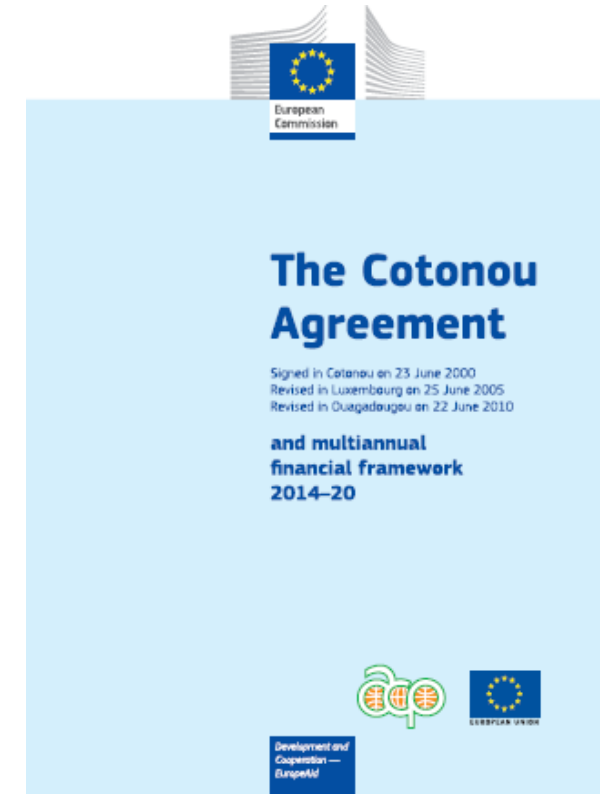 European
Commission
The Cotonou
Agreement
Signed in Cotonou on 23 June 2000
Revised in Luxembourg on 25 June 2005
Revised in Ouagadougou on 22 June 2010
and multiannual
financial framework
2014–20
acp
EUROPEAN UNION
Development and
Cooperation —
EuropeAid